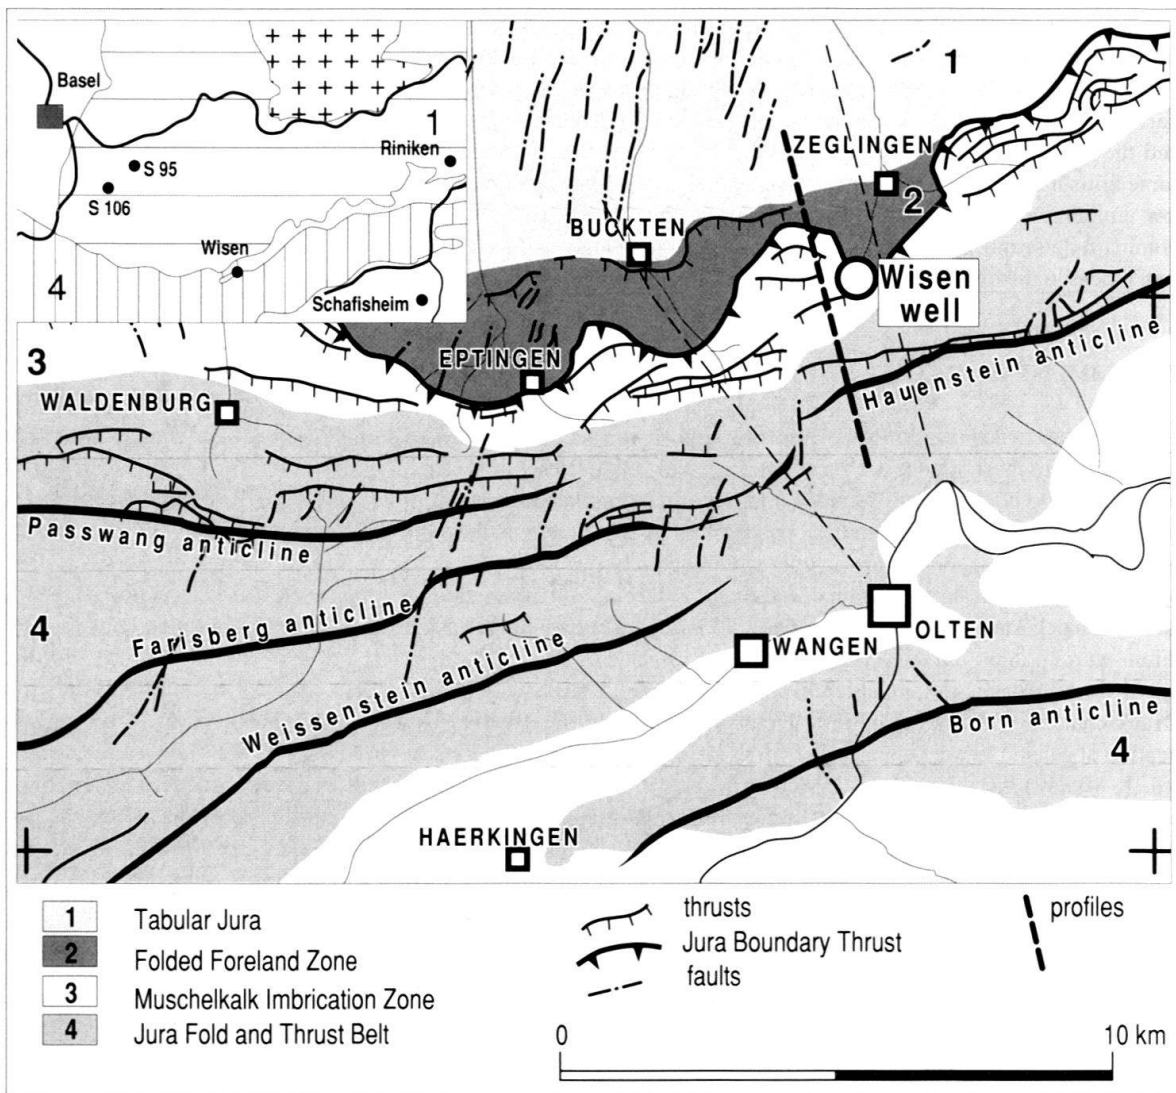 Basel
1
Riniken
S 95
S 106
Wisen
4
Schafisheim
1
ZEGLINGEN
2
BUCKTEN
Wisen
well
EPTINGEN
3
WALDENBURG
Hauenstein anticline
Passwang anticline
4
Farisberg anticline
OLTEN
WANGEN
Weissenstein anticline
Born anticline
4
HAERKINGEN
1 Tabular Jura
2 Folded Foreland Zone
3 Muschelkalk Imbrication Zone
4 Jura Fold and Thrust Belt
thrusts
Jura Boundary Thrust
faults
profiles
0 10 km